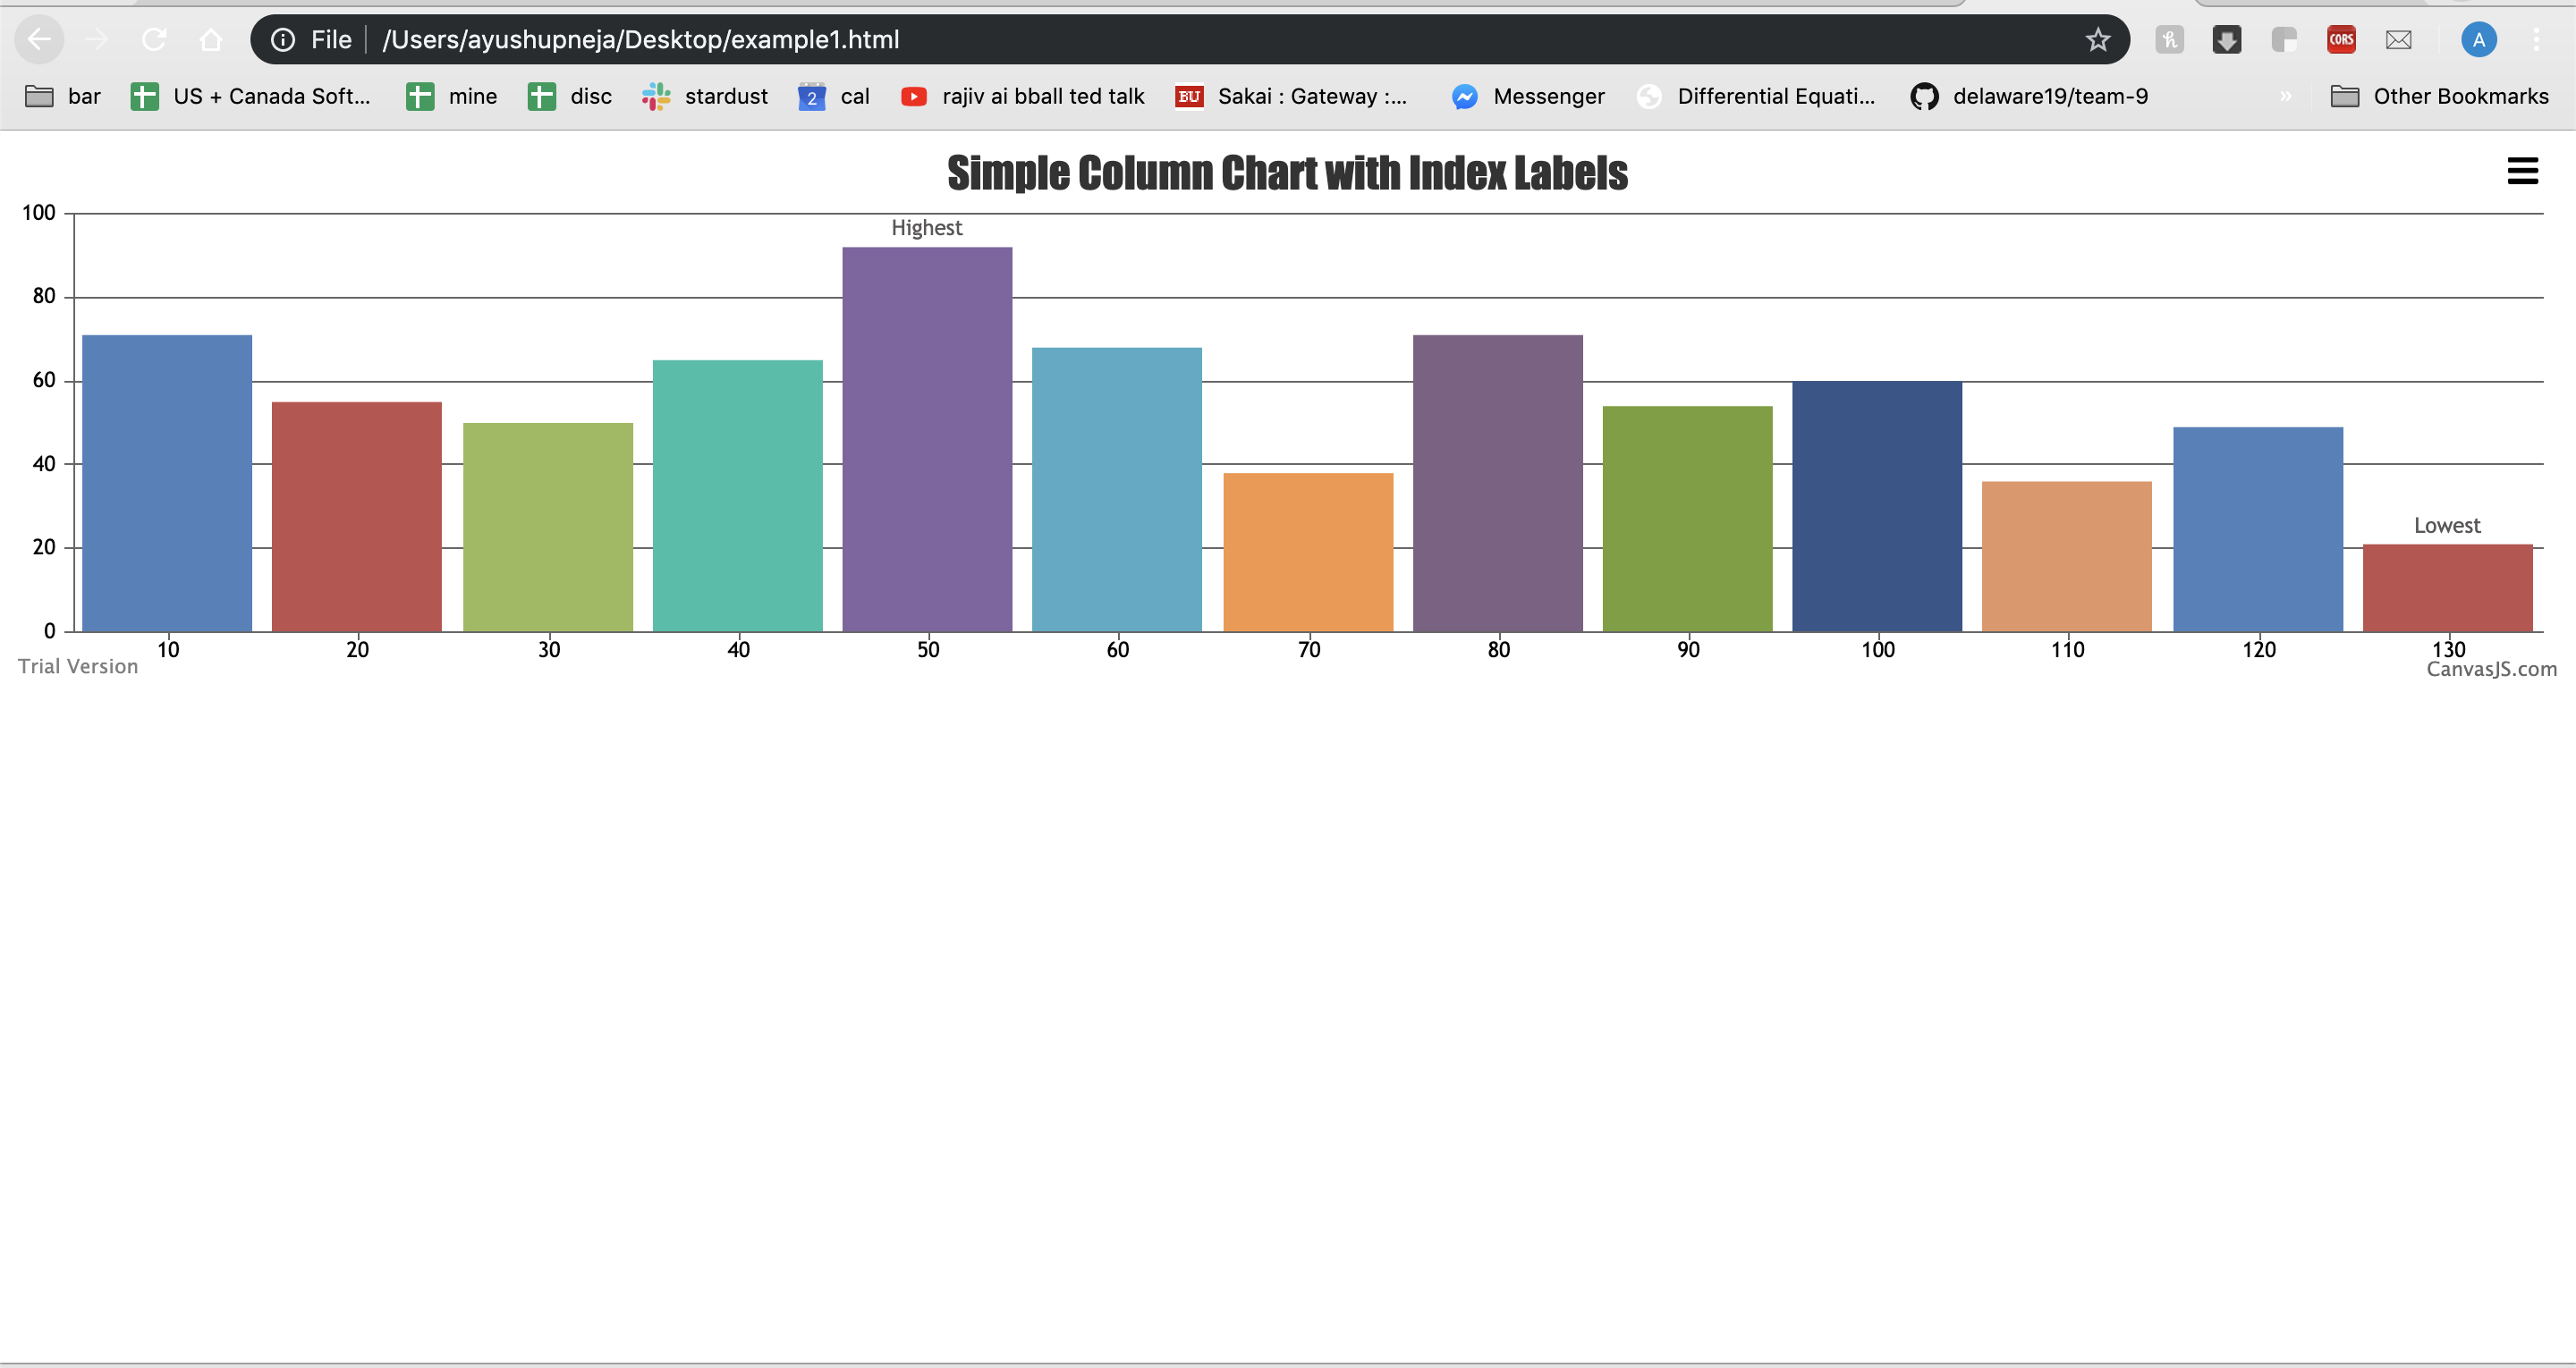 File /Users/ayushupneja/Desktop/example1.html A
bar US + Canada Soft... mine disc 2 cal stardust rajiv ai bball ted talk BU Sakai : Gateway :... Messenger Differential Equati... delaware19/team-9 » Other Bookmarks
CORS
Simple Column Chart with Index Labels
100
80
60
40
20
0
Highest
Lowest
10 20 30 40 50 60 70 80 90 100 110 120 130
Trial Version
CanvasJS.com